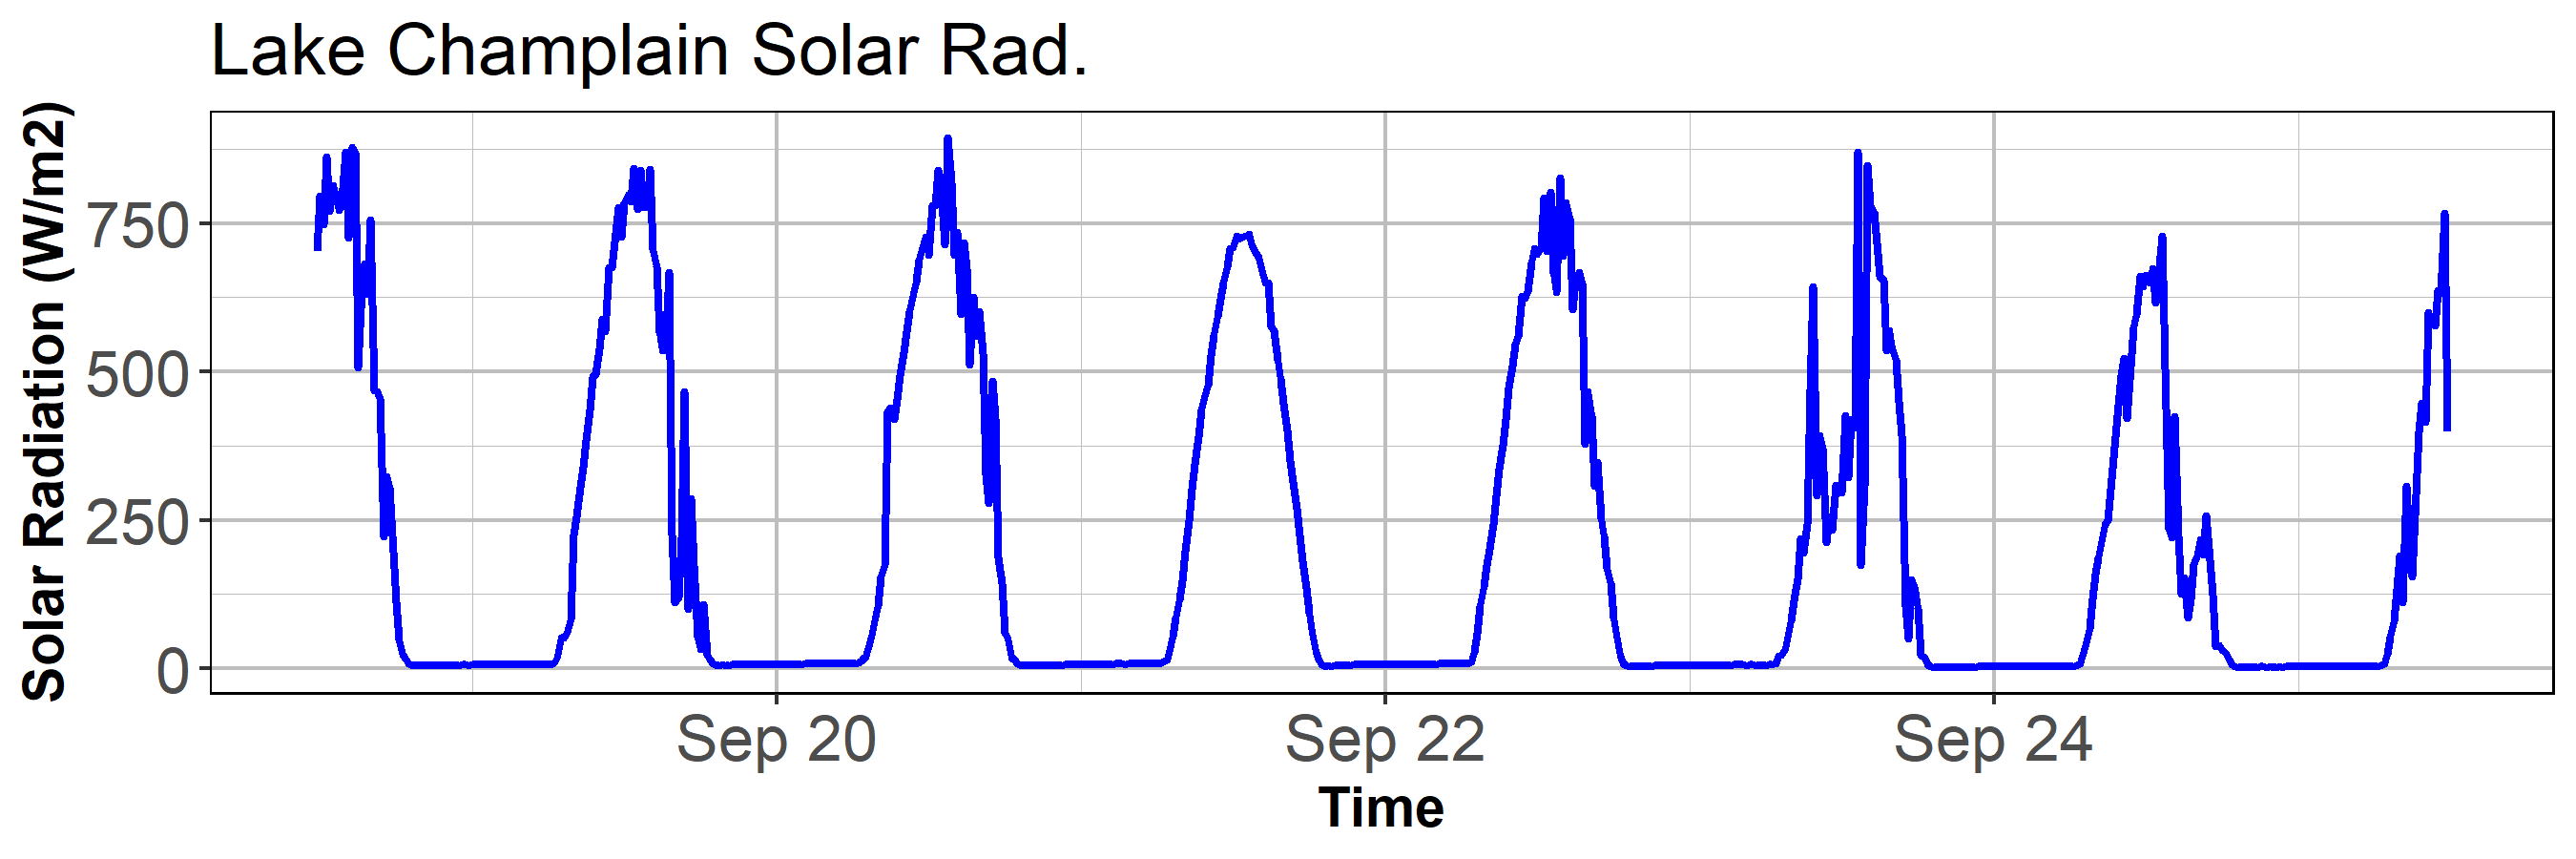 Lake Champlain Solar Rad.
Solar Radiation (W/m2)
750
500
250
0
Sep 20 Sep 22 Sep 24
Time